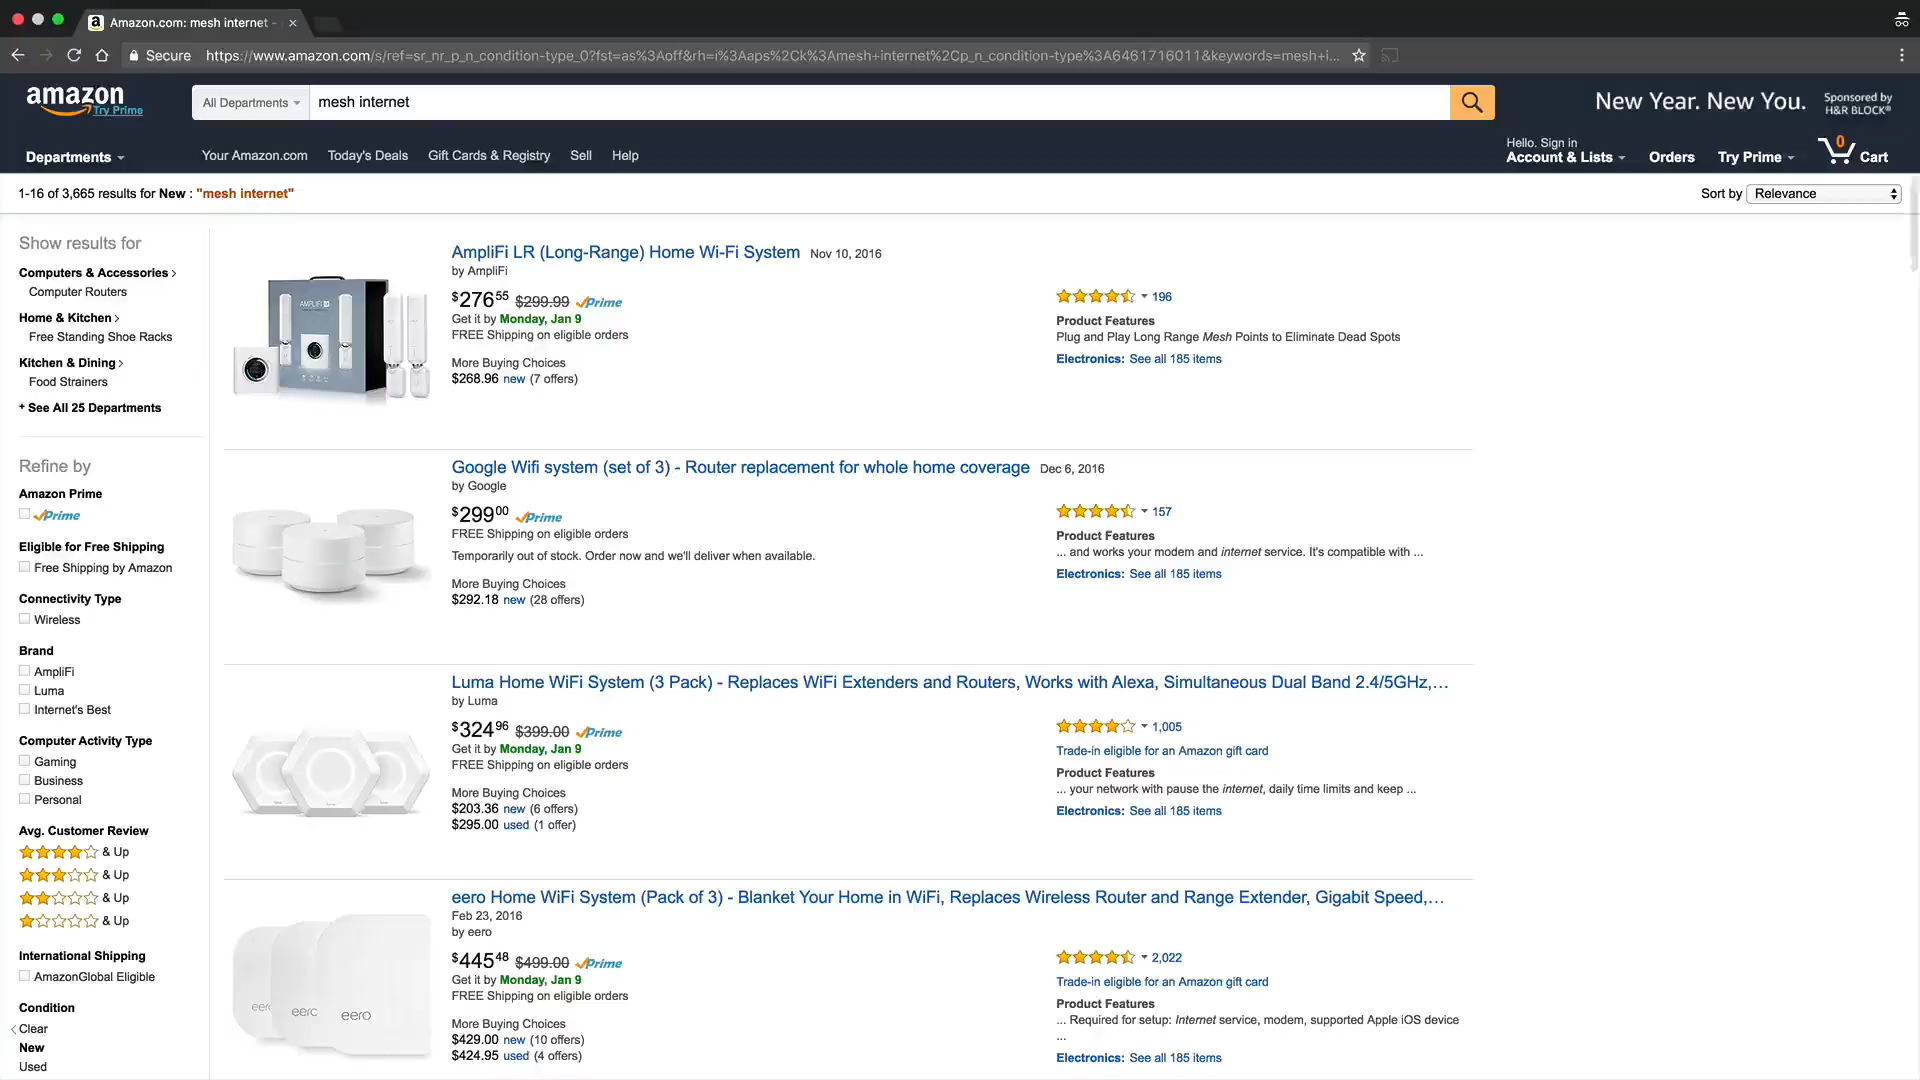 Amazon.com: mesh internet -
Secure https://www.amazon.com/s/ref=sr_nr_p_n_condition-type_0?fst=as%3Aoff&rh=i%3Aaps%2Ck%3Amesh+internet%2Cp_n_condition-type%3A6461716011&keywords=mesh+i...
amazon
Try Prime
All Departments
mesh internet
New Year. New You.
Sponsored by
H&R BLOCK®
Departments
Your Amazon.com
Today's Deals
Gift Cards & Registry
Sell
Help
Hello. Sign in
Account & Lists
Orders
Try Prime
0
Cart
1-16 of 3,665 results for New : "mesh internet"
Sort by Relevance
Show results for
Computers & Accessories
Computer Routers
Home & Kitchen
Free Standing Shoe Racks
Kitchen & Dining
Food Strainers
+ See All 25 Departments
Refine by
Amazon Prime
Prime
Eligible for Free Shipping
Free Shipping by Amazon
Connectivity Type
Wireless
Brand
AmpliFi
Luma
Internet's Best
Computer Activity Type
Gaming
Business
Personal
Avg. Customer Review
& Up
& Up
& Up
& Up
International Shipping
AmazonGlobal Eligible
Condition
Clear
New
Used
AMPLIFI
AmpliFi LR (Long-Range) Home Wi-Fi System Nov 10, 2016
by AmpliFi
$276 55 $299.99 Prime
Get it by Monday, Jan 9
FREE Shipping on eligible orders
More Buying Choices
$268.96 new (7 offers)
196
Product Features
Plug and Play Long Range Mesh Points to Eliminate Dead Spots
Electronics: See all 185 items
Google Wifi system (set of 3) - Router replacement for whole home coverage Dec 6, 2016
by Google
$299 00 Prime
FREE Shipping on eligible orders
Temporarily out of stock. Order now and we'll deliver when available.
More Buying Choices
$292.18 new (28 offers)
157
Product Features
... and works your modem and internet service. It's compatible with ...
Electronics: See all 185 items
Luma Home WiFi System (3 Pack) - Replaces WiFi Extenders and Routers, Works with Alexa, Simultaneous Dual Band 2.4/5GHz,...
by Luma
$324 96 $399.00 Prime
Get it by Monday, Jan 9
FREE Shipping on eligible orders
More Buying Choices
$203.36 new (6 offers)
$295.00 used (1 offer)
1,005
Trade-in eligible for an Amazon gift card
Product Features
... your network with pause the internet, daily time limits and keep ...
Electronics: See all 185 items
eero Home WiFi System (Pack of 3) - Blanket Your Home in WiFi, Replaces Wireless Router and Range Extender, Gigabit Speed,...
Feb 23, 2016
by eero
$445 48 $499.00 Prime
Get it by Monday, Jan 9
FREE Shipping on eligible orders
More Buying Choices
$429.00 new (10 offers)
$424.95 used (4 offers)
2,022
Trade-in eligible for an Amazon gift card
Product Features
... Required for setup: Internet service, modem, supported Apple iOS device
...
Electronics: See all 185 items
eero